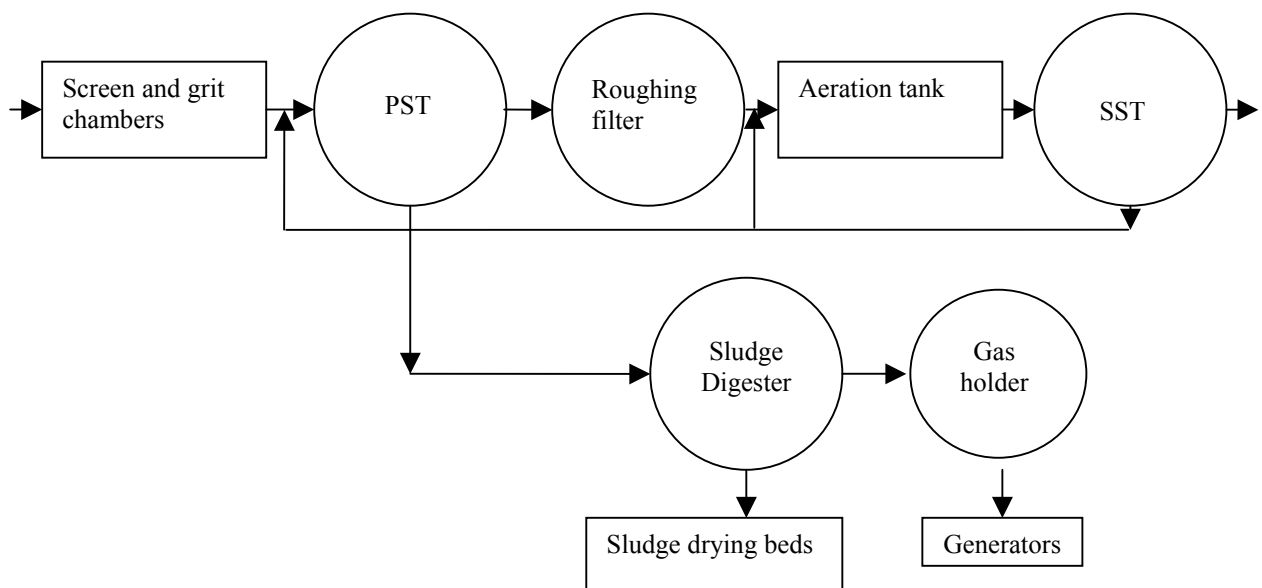 Screen and grit
chambers
PST
Roughing
filter
Aeration tank
SST
Sludge
Digester
Gas
holder
Sludge drying beds
Generators